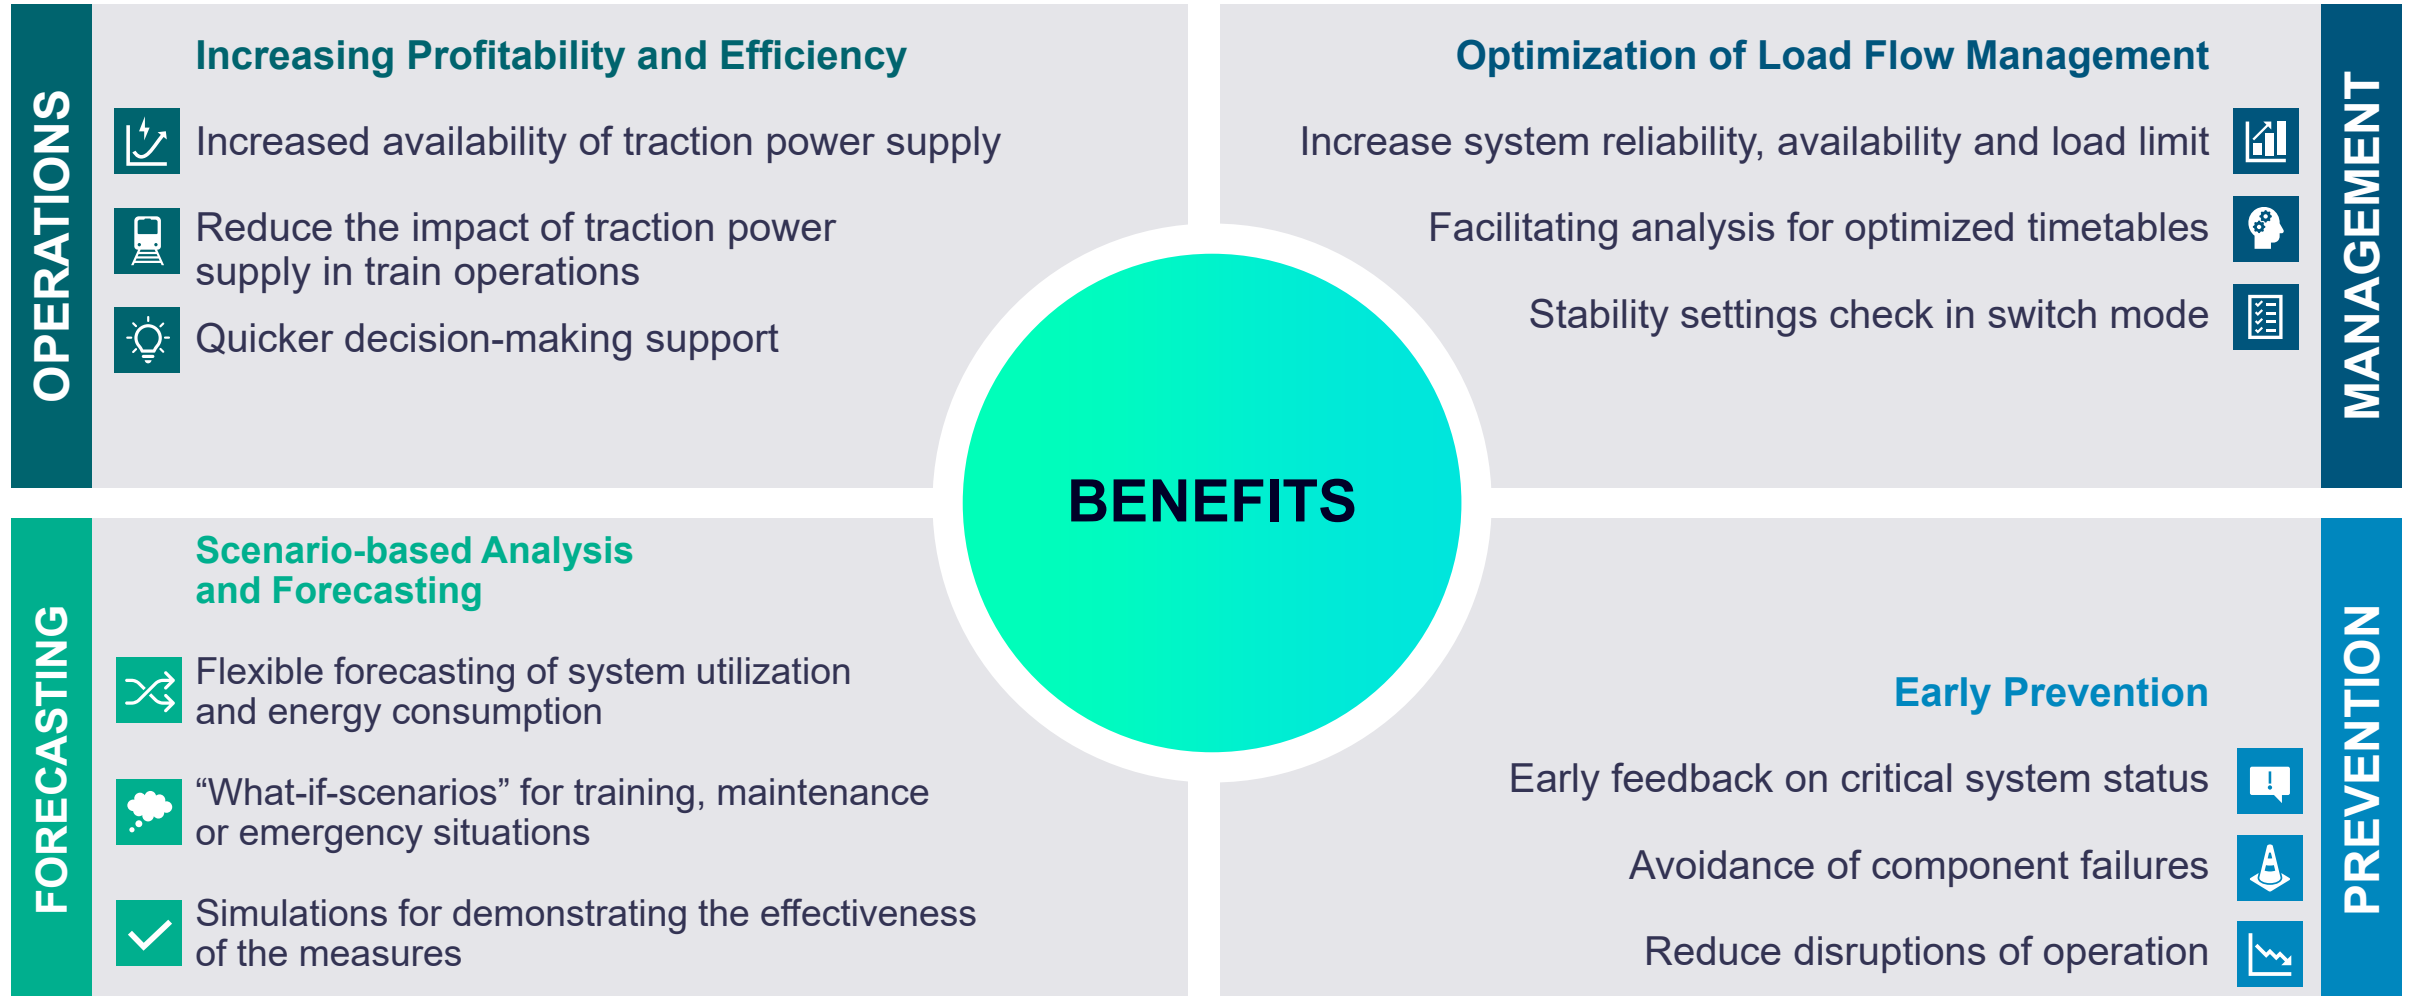 OPERATIONS
Increasing Profitability and Efficiency
Increased availability of traction power supply
Reduce the impact of traction power
supply in train operations
Quicker decision-making support
Optimization of Load Flow Management
Increase system reliability, availability and load limit
Facilitating analysis for optimized timetables
Stability settings check in switch mode
MANAGEMENT
BENEFITS
FORECASTING
Scenario-based Analysis
and Forecasting
Flexible forecasting of system utilization
and energy consumption
“What-if-scenarios” for training, maintenance
or emergency situations
Simulations for demonstrating the effectiveness
of the measures
Early Prevention
Early feedback on critical system status
Avoidance of component failures
Reduce disruptions of operation
PREVENTION